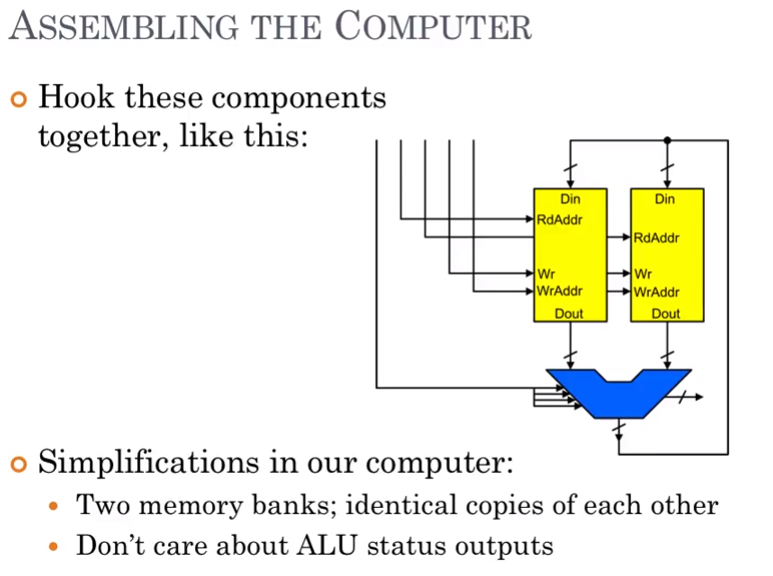 ASSEMBLING THE COMPUTER
Hook these components
together, like this:
Din
Din
RdAddr
RdAddr
Wr
Wr
WrAddr
WrAddr
Dout
Dout
Simplifications in our computer:
Two memory banks; identical copies of each other
Don't care about ALU status outputs